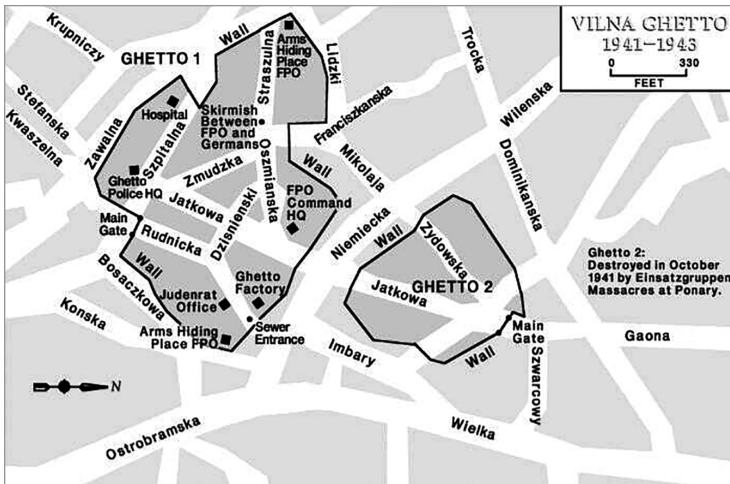 VILNA GHETTO
1941–1943
0 330
FEET
Krupniczy
GHETTO 1
Wall
Straszulna
Arms
Hiding
Place
FPO
Lidzki
Trocka
Stefanska
Kwaszelna
Zawalna
Hospital
Szpitalna
Skirmish
Between
FPO and
Germans
Franciszkanska
Wilenska
Ghetto
Police HQ
Zmudzka
Oszmianska
Wall
Mikolaja
Dominikanska
Main
Gate
Jatkowa
Dzisnienski
FPO
Command
HQ
Rudnicka
Niemiecka
Wall
Zydowska
Bosaczkowa
Wall
Ghetto
Factory
GHETTO 2
Ghetto 2:
Destroyed in October
1941 by Einsatzgruppen
Massacres at Ponary.
Judenrat
Office
Jatkowa
Konska
Arms Hiding
Place FPO
Sewer
Entrance
Imbary
Wall
Main
Gate
Szwarcowy
Gaona
N
Ostrobramska
Wielka